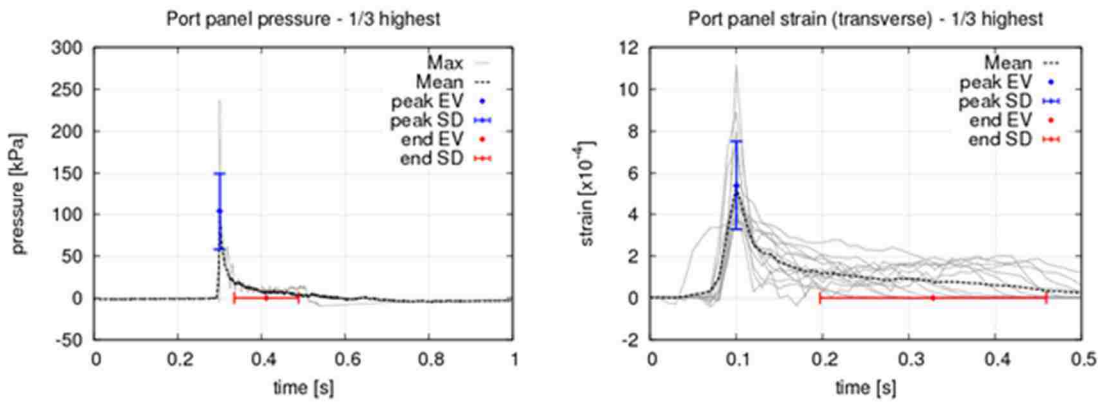 Port panel pressure - 1/3 highest
300
250
200
150
100
50
0
-50
pressure [kPa]
Max
Mean
peak EV
peak SD
end EV
end SD
0
0.2
0.4
0.6
0.8
1
time [s]
Port panel strain (transverse) - 1/3 highest
12
10
8
6
4
2
0
-2
strain [x10⁻⁴]
Mean
peak EV
peak SD
end EV
end SD
0
0.1
0.2
0.3
0.4
0.5
time [s]